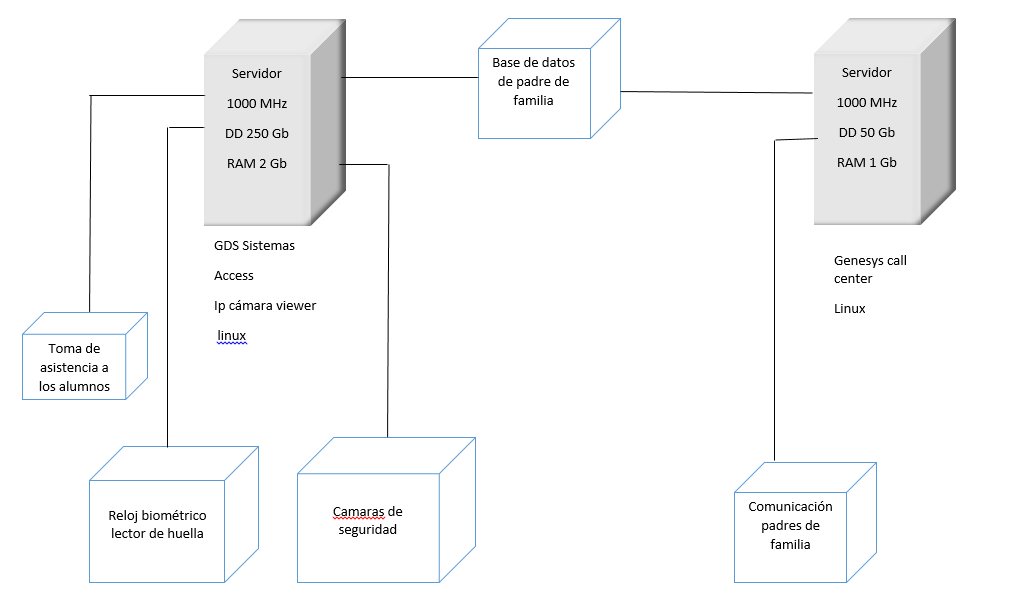 Servidor
1000 MHz
DD 250 Gb
RAM 2 Gb
GDS Sistemas
Access
Ip cámara viewer
linux
Base de datos
de padre de
familia
Servidor
1000 MHz
DD 50 Gb
RAM 1 Gb
Genesys call
center
Linux
Toma de
asistencia a
los alumnos
Reloj biométrico
lector de huella
Camaras de
seguridad
Comunicación
padres de
familia